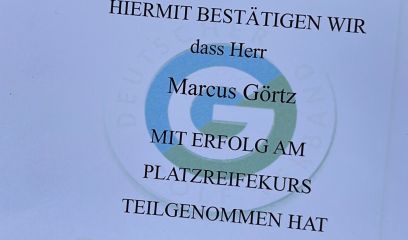 HIERMIT BESTÄTIGEN WIR
dass Herr
Marcus Görtz
MIT ERFOLG AM
PLATZREIFEKURS
TEILGENOMMEN HAT